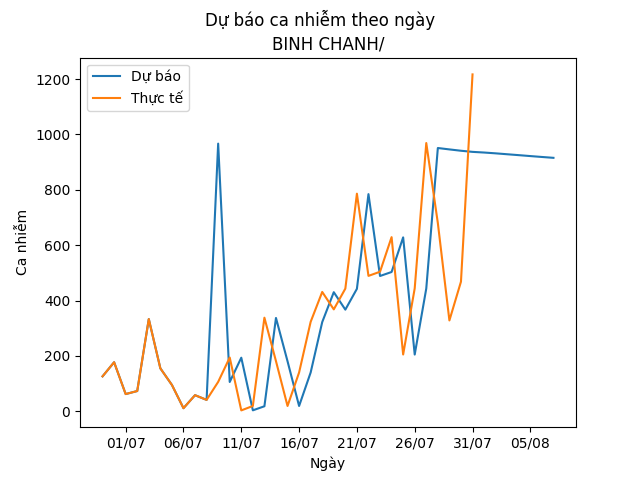 Dự báo ca nhiễm theo ngày
BINH CHANH/
Dự báo
Thực tế
1200
1000
800
600
400
200
0
Ca nhiễm
01/07 06/07 11/07 16/07 21/07 26/07 31/07 05/08
Ngày